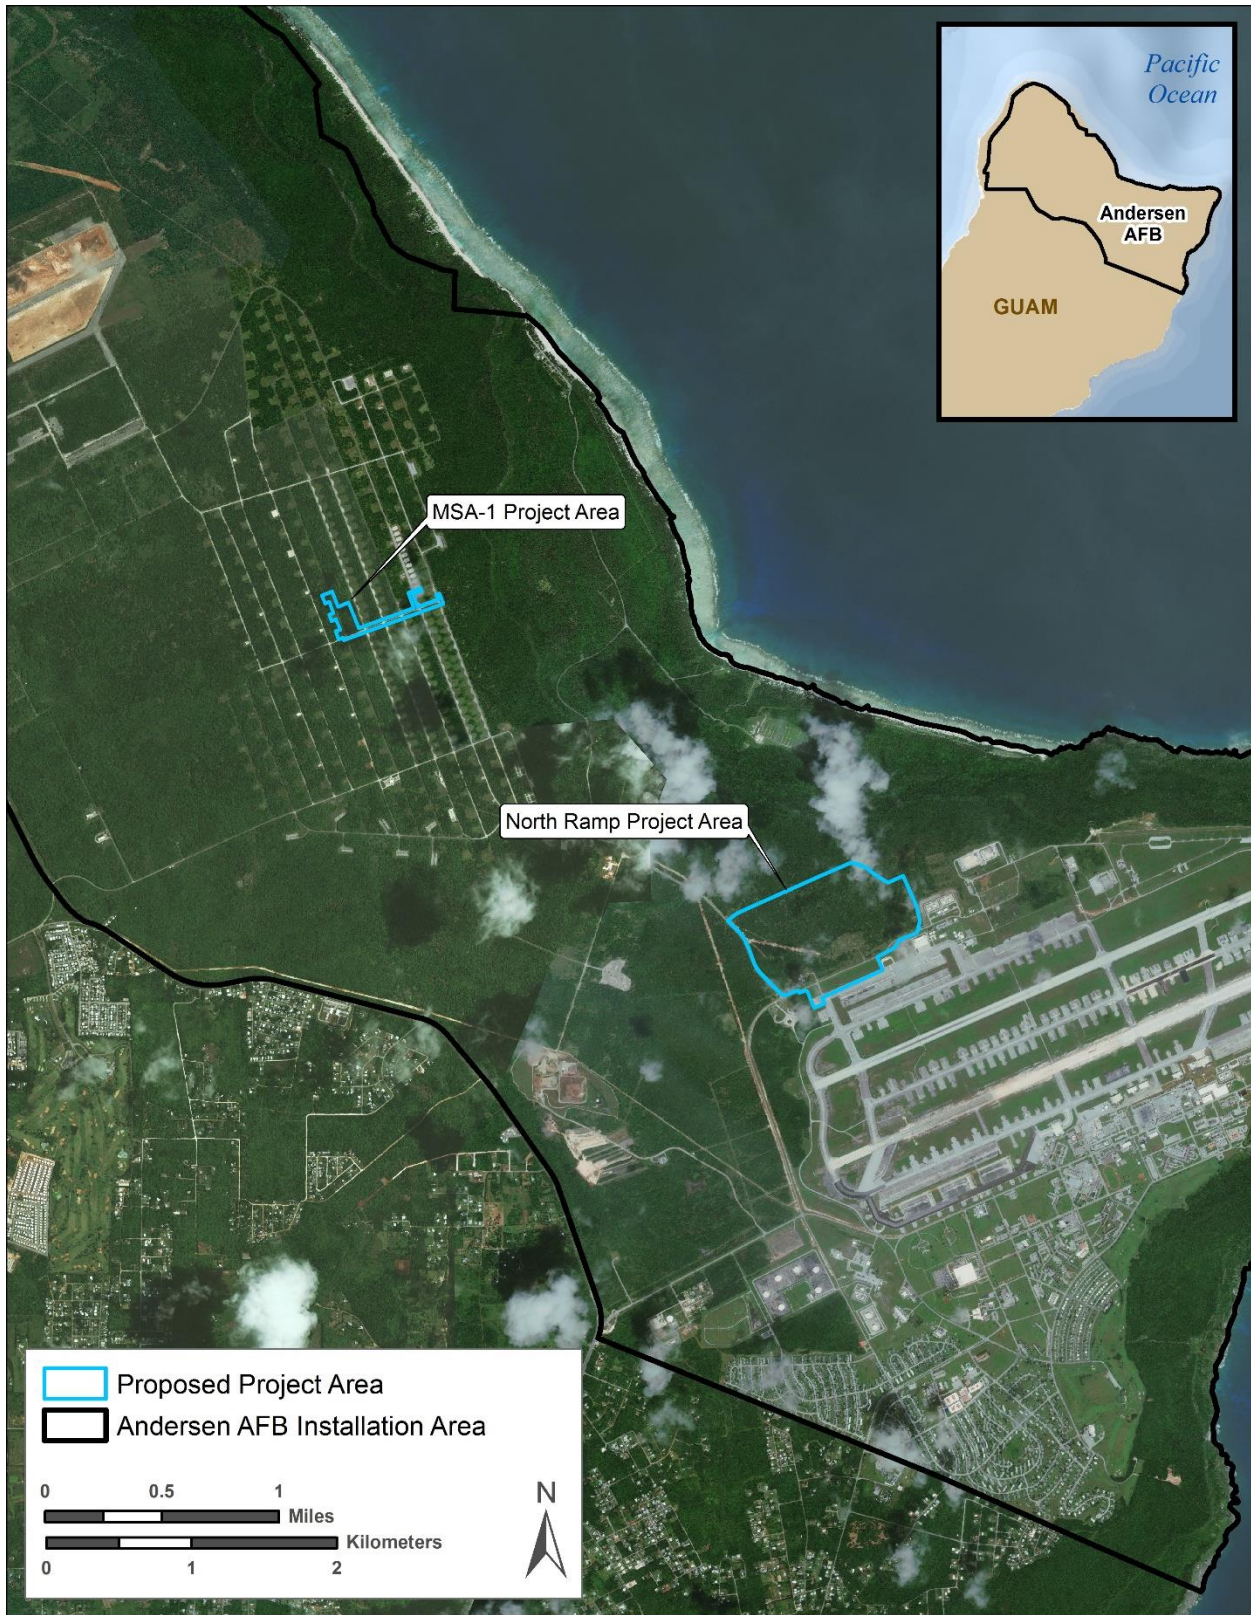 Pacific
Ocean
Andersen
AFB
GUAM
MSA-1 Project Area
North Ramp Project Area
Proposed Project Area
Andersen AFB Installation Area
0 0.5 1
Miles
Kilometers
0 1 2
N